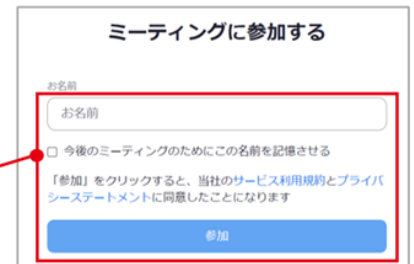 ミーティングに参加する
お名前
お名前
今後のミーティングのためにこの名前を記憶させる
「参加」をクリックすると、当社のサービス利用規約とプライバ
シーステートメントに同意したことになります
参加